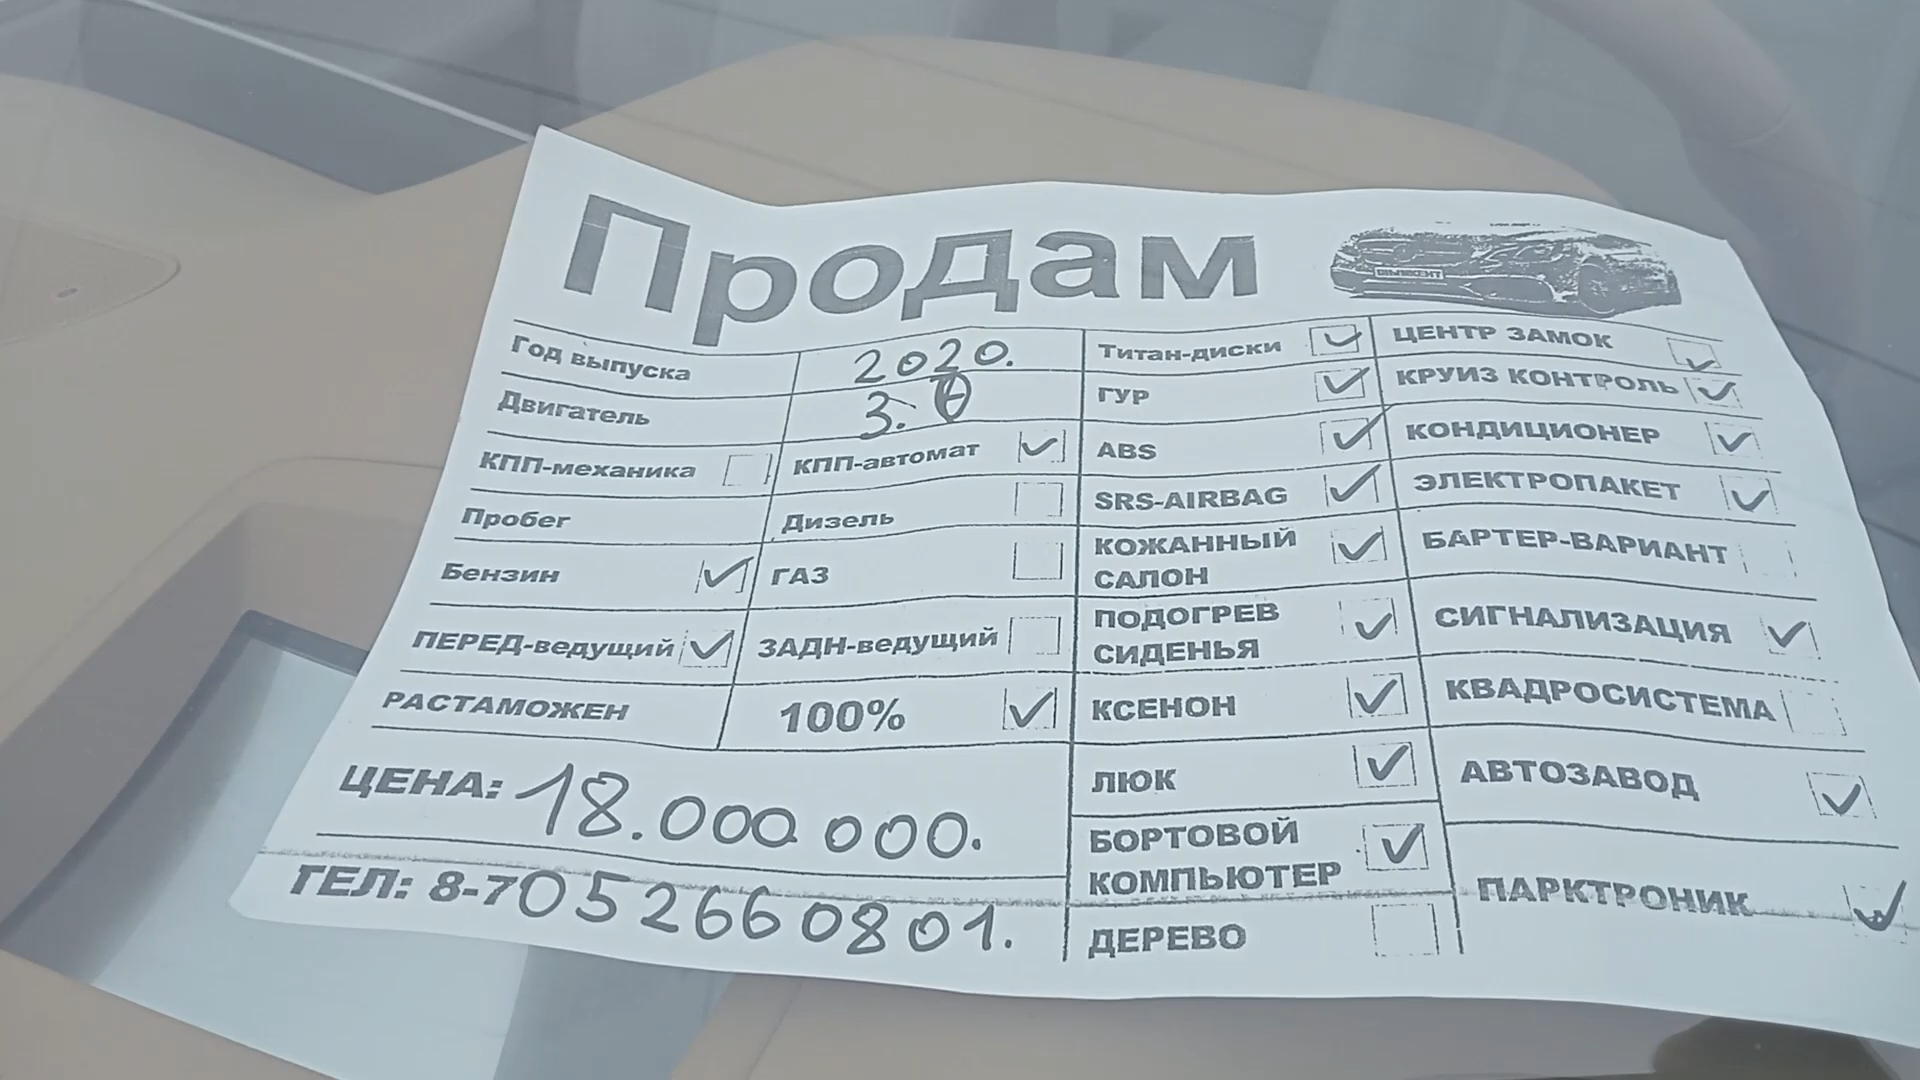 Продам
ШЫМКЕНТ
Год выпуска 2020.
Двигатель 3.0
КПП-механика КПП-автомат
Пробег Дизель
Бензин ГАЗ
ПЕРЕД-ведущий ЗАДН-ведущий
РАСТАМОЖЕН 100%
ЦЕНА: 18.000 000.
ТЕЛ: 8-7052660801.
Титан-диски
ГУР
ABS
SRS-AIRBAG
КОЖАННЫЙ
САЛОН
ПОДОГРЕВ
СИДЕНЬЯ
КСЕНОН
ЛЮК
БОРТОВОЙ
КОМПЬЮТЕР
ДЕРЕВО
ЦЕНТР ЗАМОК
КРУИЗ КОНТРОЛЬ
КОНДИЦИОНЕР
ЭЛЕКТРОПАКЕТ
БАРТЕР-ВАРИАНТ
СИГНАЛИЗАЦИЯ
КВАДРОСИСТЕМА
АВТОЗАВОД
ПАРКТРОНИК